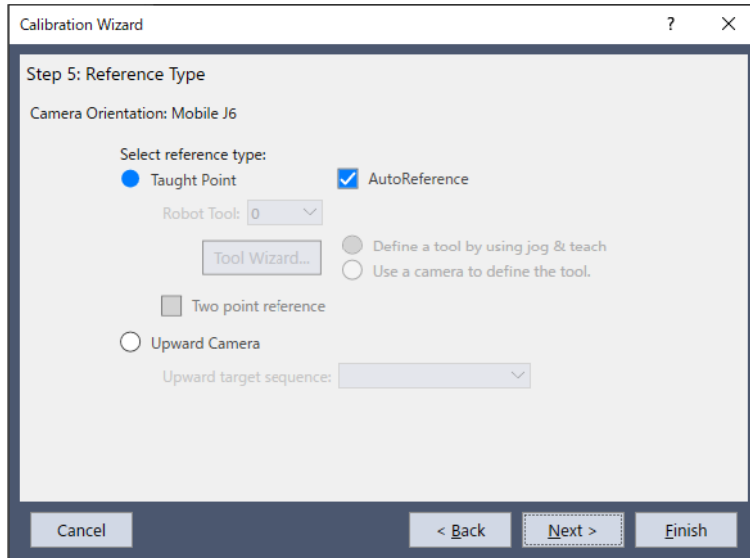 Calibration Wizard ? ×
Step 5: Reference Type
Camera Orientation: Mobile J6
Select reference type:
Taught Point AutoReference
Robot Tool: 0
Tool Wizard... Define a tool by using jog & teach
Use a camera to define the tool.
Two point reference
Upward Camera
Upward target sequence:
Cancel < Back Next > Finish